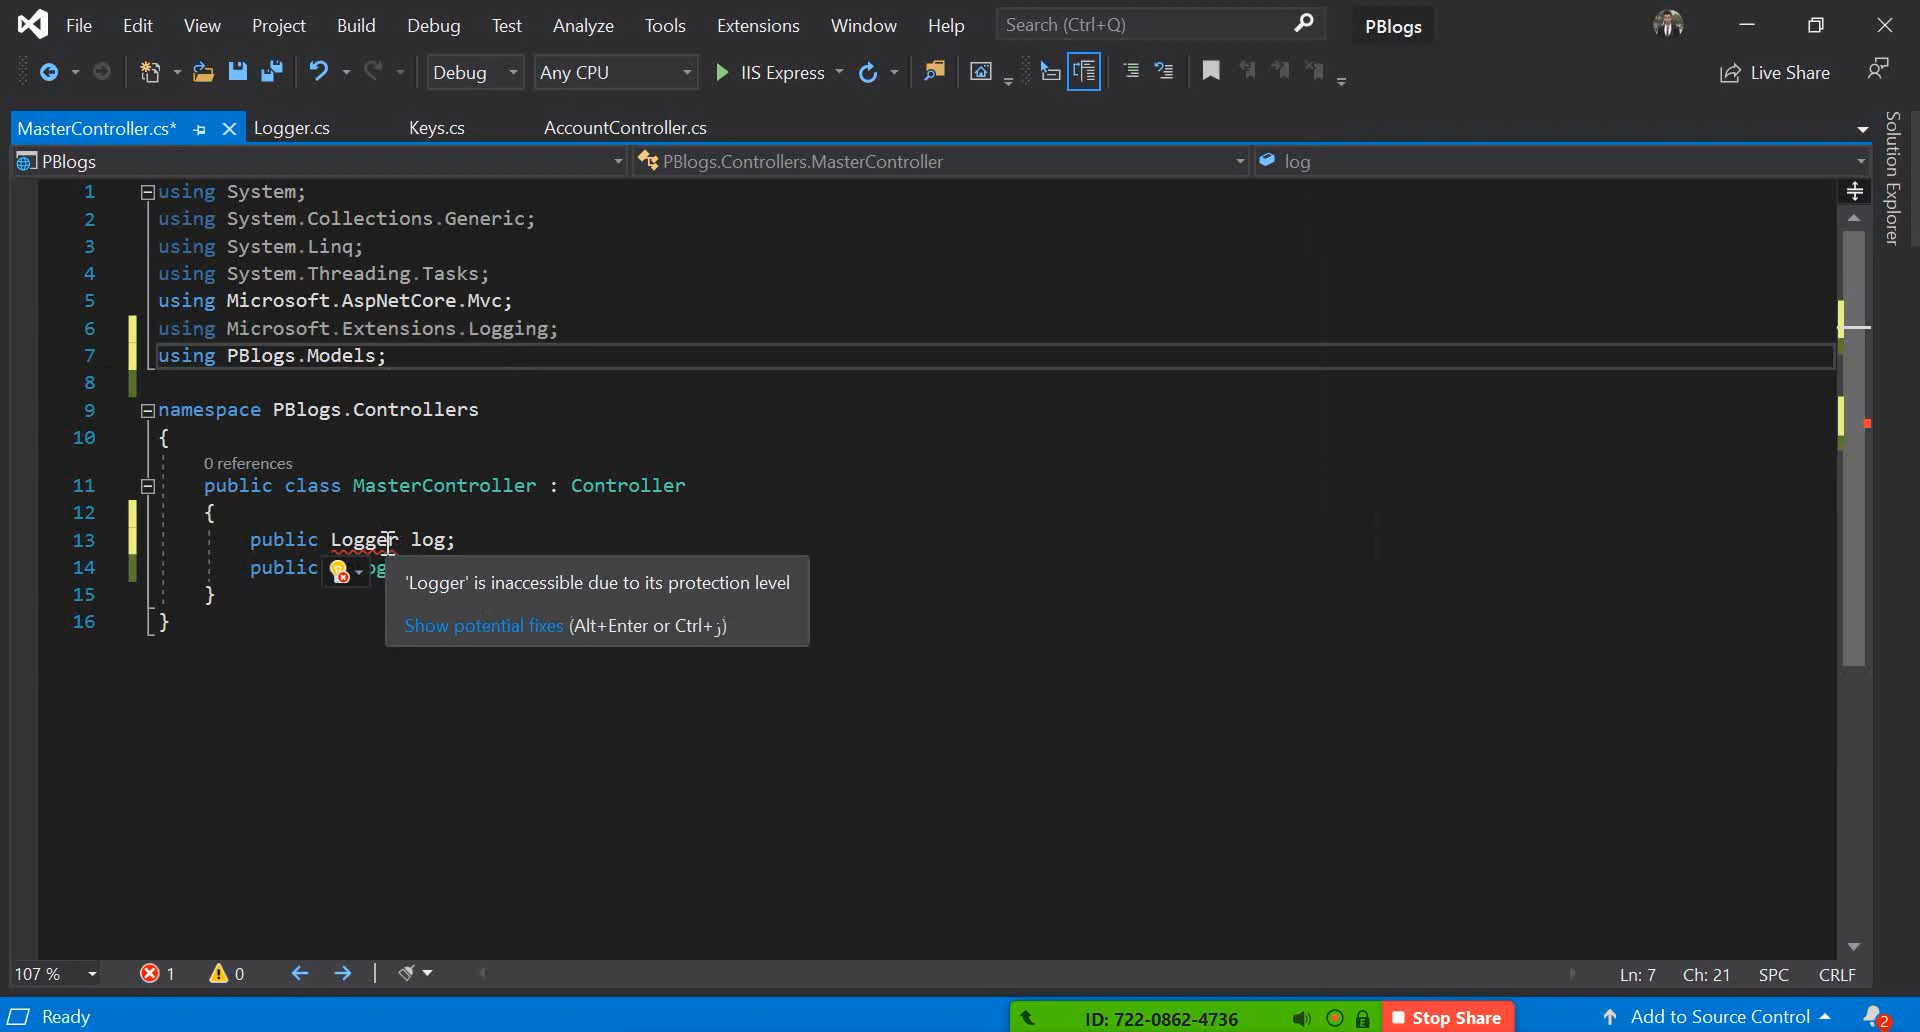 File Edit View Project Build Debug Test Analyze Tools Extensions Window Help Search (Ctrl+Q) PBlogs
Debug Any CPU IIS Express Live Share
MasterController.cs* Logger.cs Keys.cs AccountController.cs
PBlogs PBlogs.Controllers.MasterController log
Solution Explorer
1 using System;
2 using System.Collections.Generic;
3 using System.Linq;
4 using System.Threading.Tasks;
5 using Microsoft.AspNetCore.Mvc;
6 using Microsoft.Extensions.Logging;
7 using PBlogs.Models;
8
9 namespace PBlogs.Controllers
10 {
0 references
11 public class MasterController : Controller
12 {
13 public Logger log;
14 public
15 }
16 }
'Logger' is inaccessible due to its protection level
Show potential fixes (Alt+Enter or Ctrl+ز)
107 % 1 0 Ln: 7 Ch: 21 SPC CRLF
Ready ID: 722-0862-4736 Stop Share Add to Source Control 2